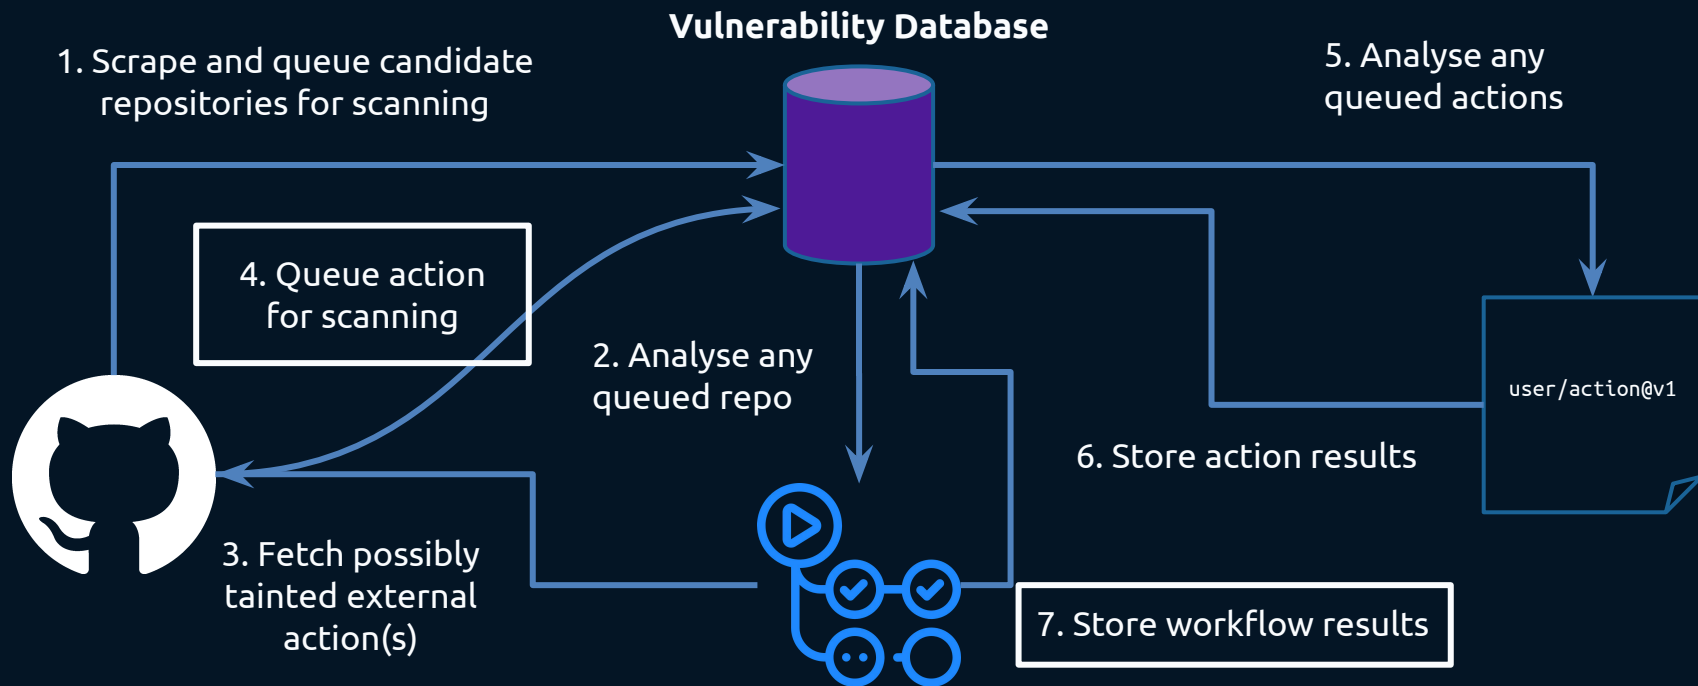 Vulnerability Database
1. Scrape and queue candidate
repositories for scanning
5. Analyse any
queued actions
4. Queue action
for scanning
2. Analyse any
queued repo
user/action@v1
6. Store action results
3. Fetch possibly
tainted external
action(s)
7. Store workflow results